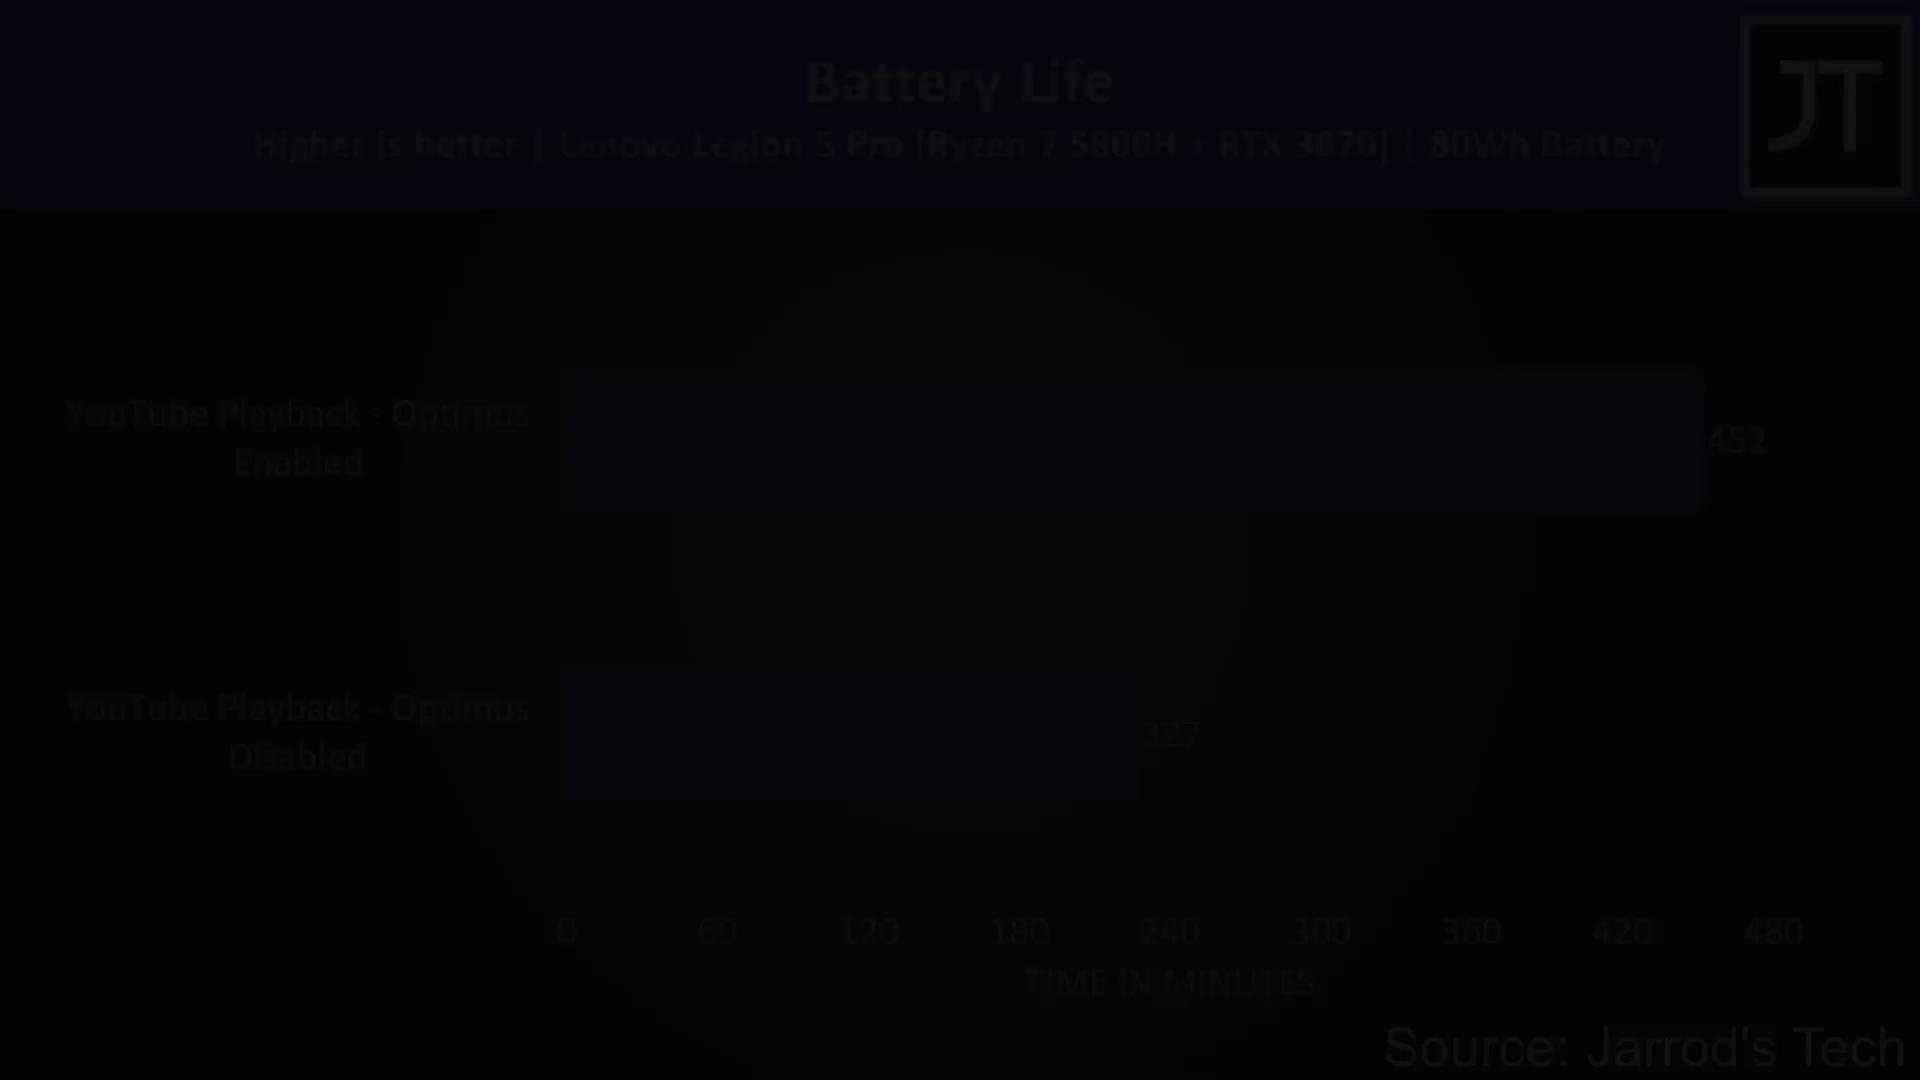 JT
Battery Life
Higher is better | Lenovo Legion 5 Pro (Ryzen 7 5800H + RTX 3070) | 80Wh Battery
YouTube Playback - Optimus
Enabled
452
YouTube Playback - Optimus
Disabled
227
0 60 120 180 240 300 360 420 480
TIME IN MINUTES
Source: Jarrod's Tech